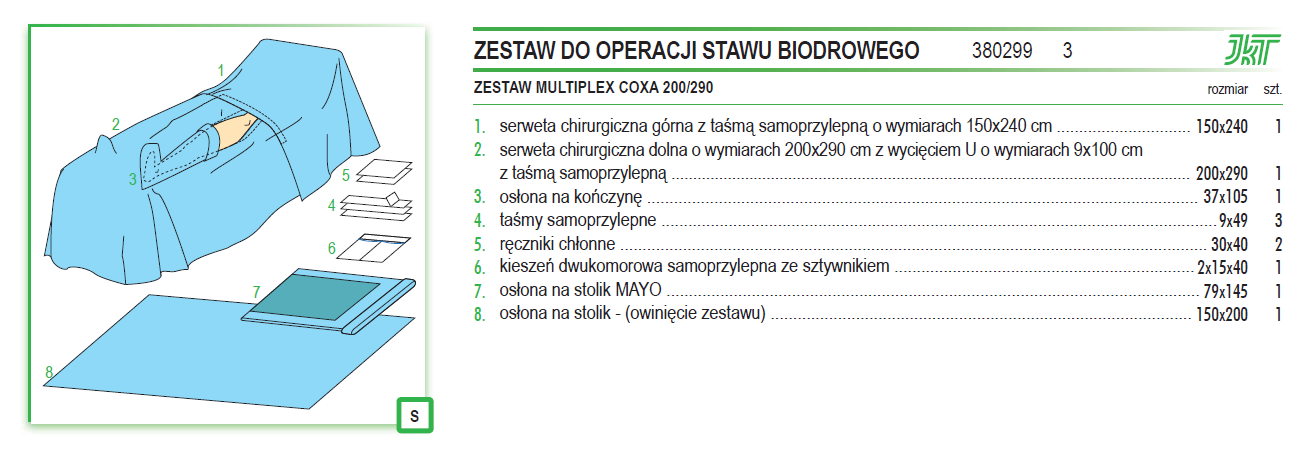 1
2
3
5
4
6
7
8
S
ZESTAW DO OPERACJI STAWU BIODROWEGO 380299 3 JKT
ZESTAW MULTIPLEX COXA 200/290 rozmiar szt.
1. serweta chirurgiczna górna z taśmą samoprzylepną o wymiarach 150x240 cm 150x240 1
2. serweta chirurgiczna dolna o wymiarach 200x290 cm z wycięciem U o wymiarach 9x100 cm
z taśmą samoprzylepną 200x290 1
3. osłona na kończynę 37x105 1
4. taśmy samoprzylepne 9x49 3
5. ręczniki chłonne 30x40 2
6. kieszeń dwukomorowa samoprzylepna ze sztywnikiem 2x15x40 1
7. osłona na stolik MAYO 79x145 1
8. osłona na stolik - (owinięcie zestawu) 150x200 1